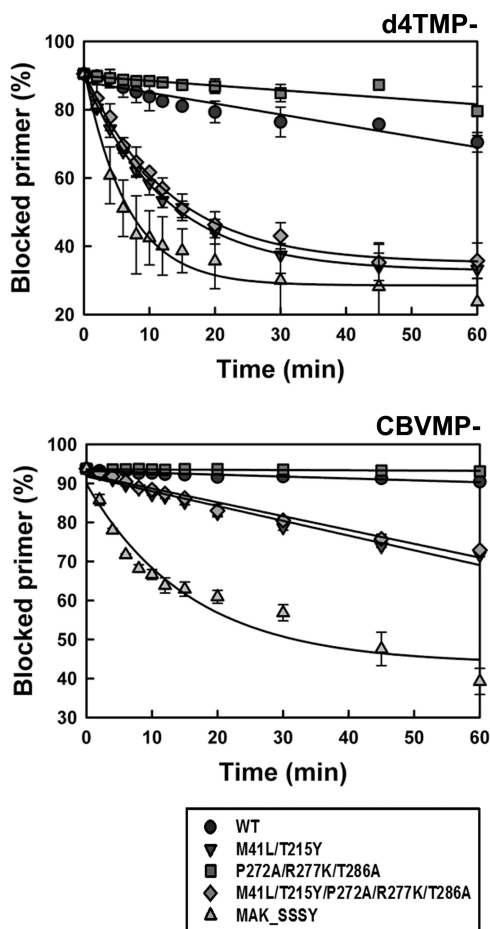 d4TMP-
Blocked primer (%)
100
80
60
40
20
0 10 20 30 40 50 60
Time (min)
CBVMP-
Blocked primer (%)
100
90
80
70
60
50
40
30
0 10 20 30 40 50 60
Time (min)
WT
M41L/T215Y
P272A/R277K/T286A
M41L/T215Y/P272A/R277K/T286A
MAK_SSSY